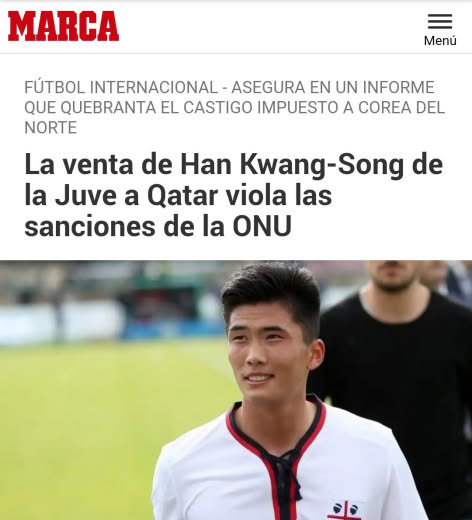 MARCA
Menú
FÚTBOL INTERNACIONAL - ASEGURA EN UN INFORME
QUE QUEBRANTA EL CASTIGO IMPUESTO A COREA DEL
NORTE
La venta de Han Kwang-Song de
la Juve a Qatar viola las
sanciones de la ONU